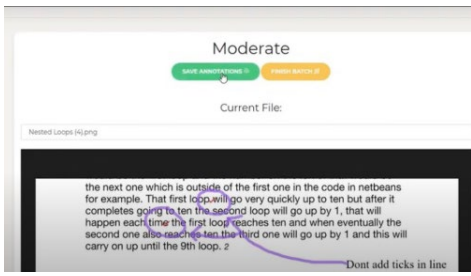 Moderate
SAVE ANNOTATIONS
FINISH BATCH
Current File:
Nested Loops (4).png
the next one which is outside of the first one in the code in netbeans
for example. That first loop will go very quickly up to ten but after it
completes going to ten the second loop will go up by 1, that will
happen each time the first loop reaches ten and when eventually the
second one also reaches ten the third one will go up by 1 and this will
carry on up until the 9th loop. 2
Dont add ticks in line